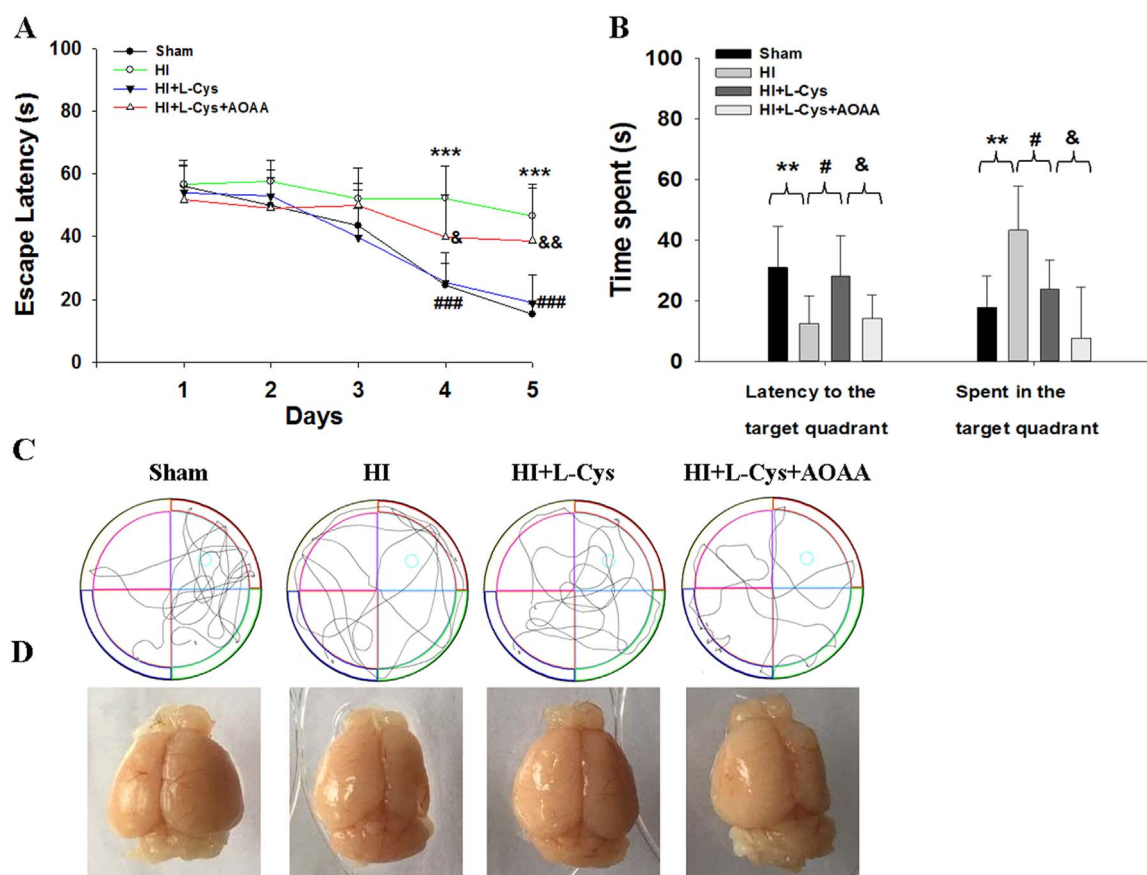 A
Escape Latency (s)
100
80
60
40
20
0
Sham
HI
HI+L-Cys
HI+L-Cys+AOAA
***
***
&
&&
###
###
1 2 3 4 5
Days
B
Time spent (s)
100
80
60
40
20
0
Sham
HI
HI+L-Cys
HI+L-Cys+AOAA
** # &
** # &
Latency to the
target quadrant
Spent in the
target quadrant
C
Sham HI HI+L-Cys HI+L-Cys+AOAA
D